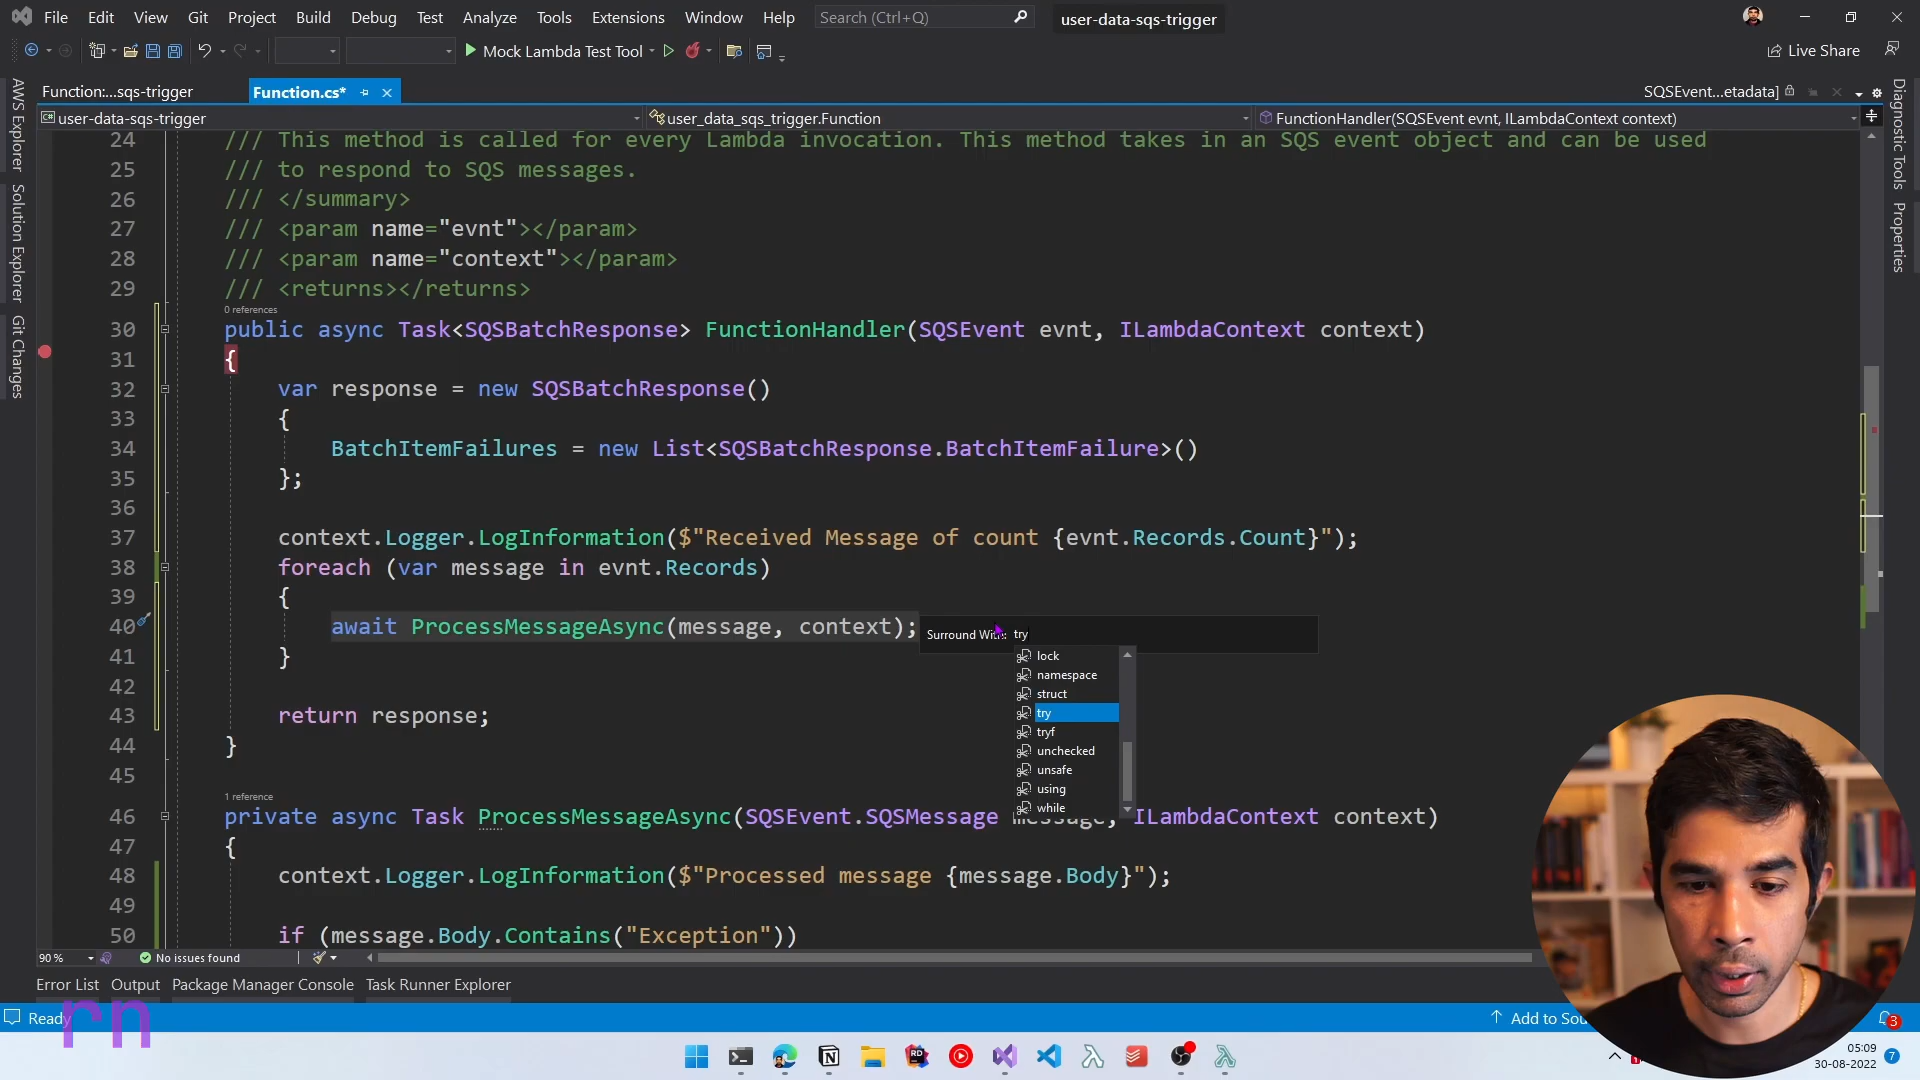 File Edit View Git Project Build Debug Test Analyze Tools Extensions Window Help Search (Ctrl+Q) user-data-sqs-trigger
Mock Lambda Test Tool Live Share
Function:...sqs-trigger Function.cs* SQSEvent...etadata]
user-data-sqs-trigger user_data_sqs_trigger.Function FunctionHandler(SQSEvent evnt, ILambdaContext context)
AWS Explorer
Solution Explorer
Git Changes
Diagnostic Tools
Properties
24 /// This method is called for every Lambda invocation. This method takes in an SQS event object and can be used
25 /// to respond to SQS messages.
26 /// </summary>
27 /// <param name="evnt"></param>
28 /// <param name="context"></param>
29 /// <returns></returns>
0 references
30 public async Task<SQSBatchResponse> FunctionHandler(SQSEvent evnt, ILambdaContext context)
31 {
32 var response = new SQSBatchResponse()
33 {
34 BatchItemFailures = new List<SQSBatchResponse.BatchItemFailure>()
35 };
36
37 context.Logger.LogInformation($"Received Message of count {evnt.Records.Count}");
38 foreach (var message in evnt.Records)
39 {
40 await ProcessMessageAsync(message, context); Surround With: try
41 }
42
43 return response;
44 }
45
lock
namespace
struct
try
tryf
unchecked
unsafe
using
while
1 reference
46 private async Task ProcessMessageAsync(SQSEvent.SQSMessage message, ILambdaContext context)
47 {
48 context.Logger.LogInformation($"Processed message {message.Body}");
49
50 if (message.Body.Contains("Exception"))
90 % No issues found
Error List Output Package Manager Console Task Runner Explorer
Ready Add to Sou 3
rn
05:09
30-08-2022 7